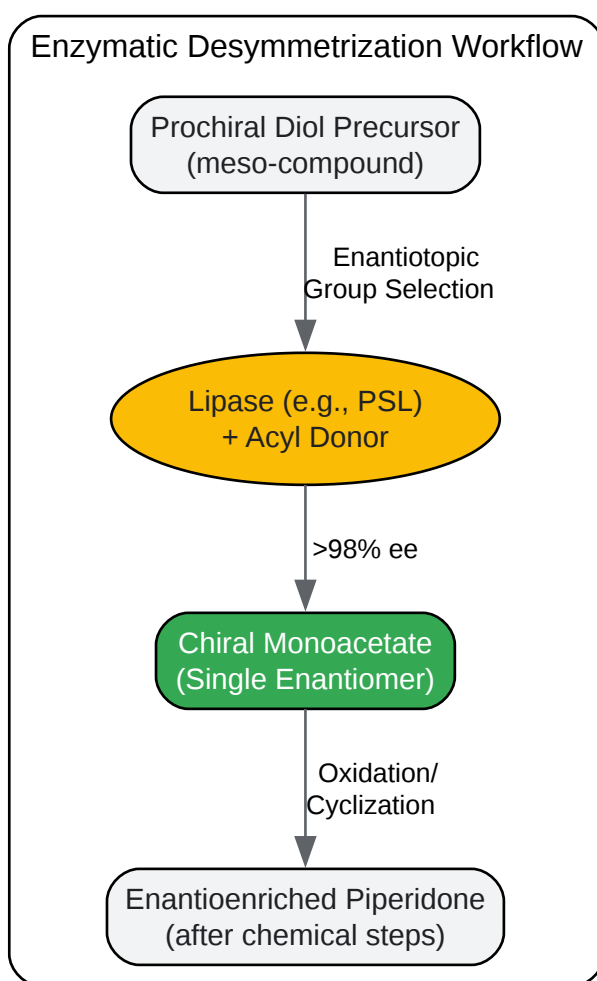 Enzymatic Desymmetrization Workflow
Prochiral Diol Precursor
(meso-compound)
Enantiotopic
Group Selection
Lipase (e.g., PSL)
+ Acyl Donor
>98% ee
Chiral Monoacetate
(Single Enantiomer)
Oxidation/
Cyclization
Enantioenriched Piperidone
(after chemical steps)